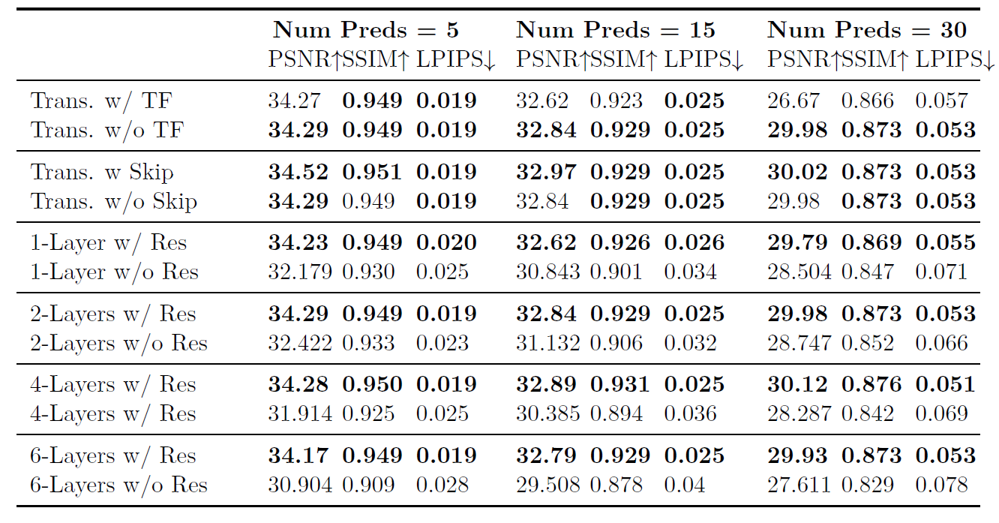 Num Preds = 5 Num Preds = 15 Num Preds = 30
PSNR↑SSIM↑ LPIPS↓ PSNR↑SSIM↑ LPIPS↓ PSNR↑SSIM↑ LPIPS↓
Trans. w/ TF 34.27 0.949 0.019 32.62 0.923 0.025 26.67 0.866 0.057
Trans. w/o TF 34.29 0.949 0.019 32.84 0.929 0.025 29.98 0.873 0.053
Trans. w Skip 34.52 0.951 0.019 32.97 0.929 0.025 30.02 0.873 0.053
Trans. w/o Skip 34.29 0.949 0.019 32.84 0.929 0.025 29.98 0.873 0.053
1-Layer w/ Res 34.23 0.949 0.020 32.62 0.926 0.026 29.79 0.869 0.055
1-Layer w/o Res 32.179 0.930 0.025 30.843 0.901 0.034 28.504 0.847 0.071
2-Layers w/ Res 34.29 0.949 0.019 32.84 0.929 0.025 29.98 0.873 0.053
2-Layers w/o Res 32.422 0.933 0.023 31.132 0.906 0.032 28.747 0.852 0.066
4-Layers w/ Res 34.28 0.950 0.019 32.89 0.931 0.025 30.12 0.876 0.051
4-Layers w/ Res 31.914 0.925 0.025 30.385 0.894 0.036 28.287 0.842 0.069
6-Layers w/ Res 34.17 0.949 0.019 32.79 0.929 0.025 29.93 0.873 0.053
6-Layers w/o Res 30.904 0.909 0.028 29.508 0.878 0.04 27.611 0.829 0.078